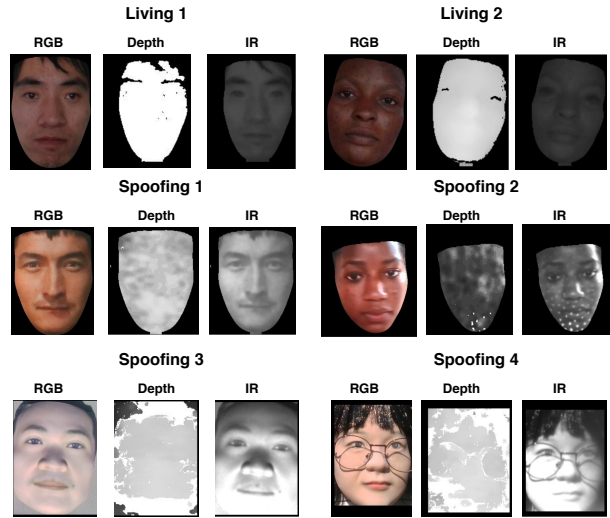 Living 1 Living 2
RGB Depth IR RGB Depth IR
Spoofing 1 Spoofing 2
RGB Depth IR RGB Depth IR
Spoofing 3 Spoofing 4
RGB Depth IR RGB Depth IR